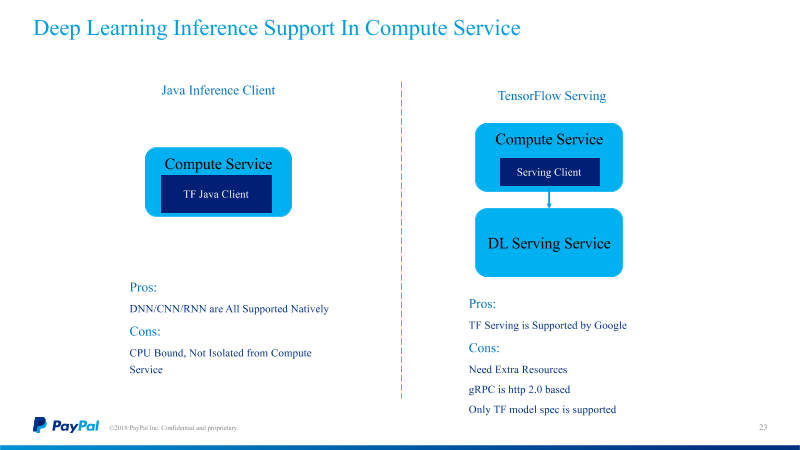 Deep Learning Inference Support In Compute Service
Java Inference Client
Compute Service
TF Java Client
Pros:
DNN/CNN/RNN are All Supported Natively
Cons:
CPU Bound, Not Isolated from Compute
Service
TensorFlow Serving
Compute Service
Serving Client
DL Serving Service
Pros:
TF Serving is Supported by Google
Cons:
Need Extra Resources
gRPC is http 2.0 based
Only TF model spec is supported
PayPal
©2018 PayPal Inc. Confidential and proprietary.
23